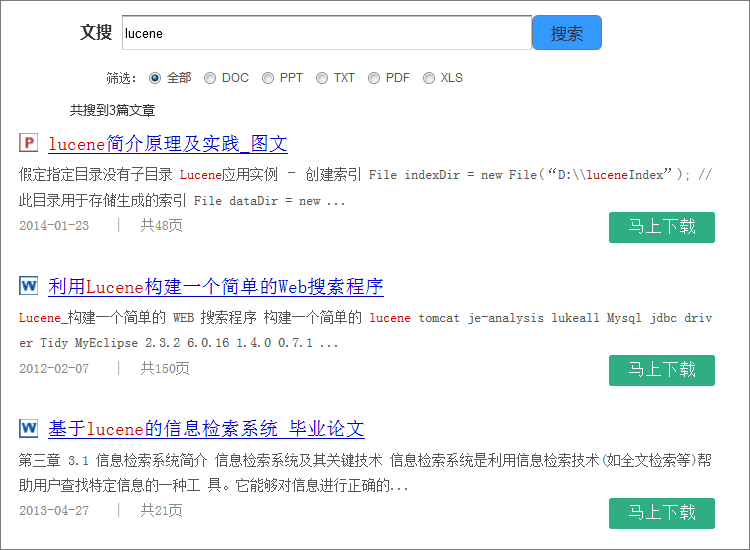 文搜 lucene 搜索
筛选: 全部 DOC PPT TXT PDF XLS
共搜到3篇文章
lucene简介原理及实践_图文
假定指定目录没有子目录 Lucene应用实例 － 创建索引 File indexDir = new File(“D:\\luceneIndex”); //
此目录用于存储生成的索引 File dataDir = new ...
2014-01-23 | 共48页 马上下载
利用Lucene构建一个简单的Web搜索程序
Lucene_构建一个简单的 WEB 搜索程序 构建一个简单的 lucene tomcat je-analysis lukeall Mysql jdbc driv
er Tidy MyEclipse 2.3.2 6.0.16 1.4.0 0.7.1 ...
2012-02-07 | 共150页 马上下载
基于lucene的信息检索系统_毕业论文
第三章 3.1 信息检索系统简介 信息检索系统及其关键技术 信息检索系统是利用信息检索技术(如全文检索等)帮
助用户查找特定信息的一种工 具。它能够对信息进行正确的...
2013-04-27 | 共21页 马上下载